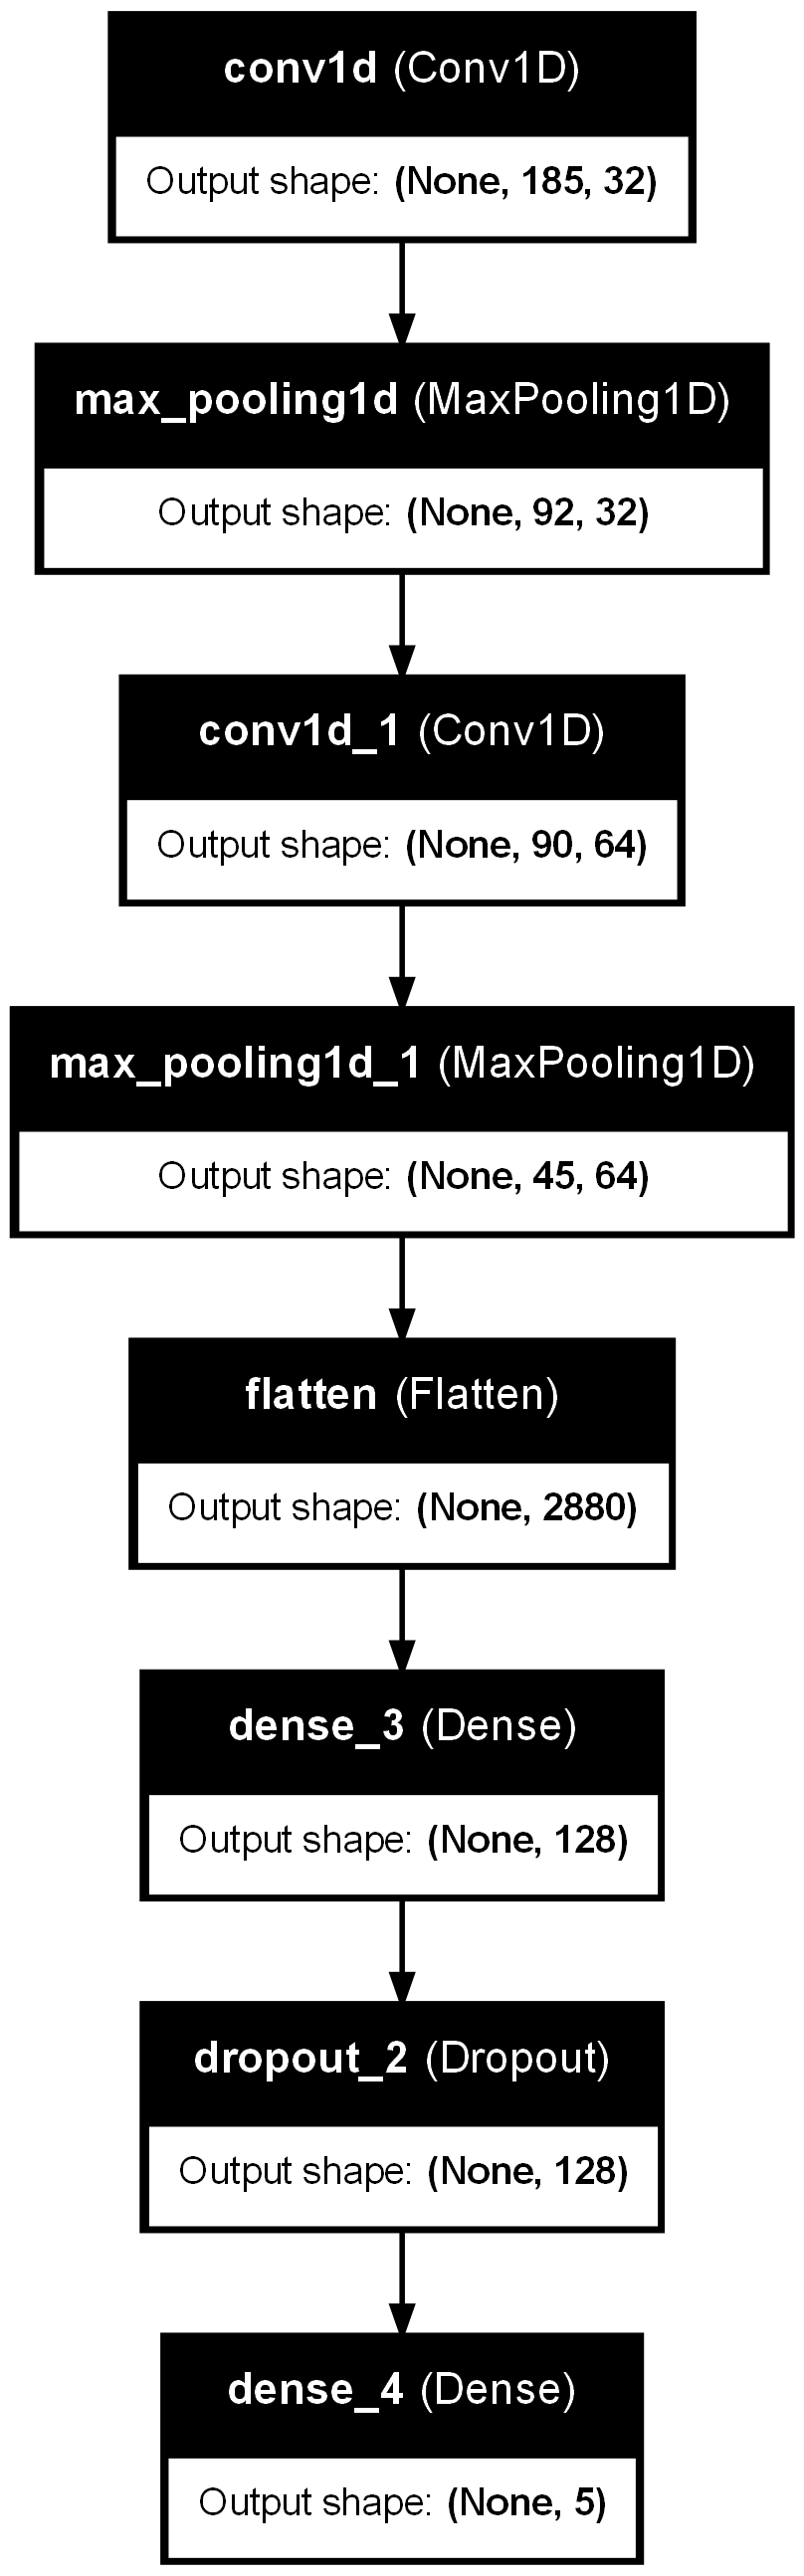 conv1d (Conv1D)
Output shape: (None, 185, 32)
max_pooling1d (MaxPooling1D)
Output shape: (None, 92, 32)
conv1d_1 (Conv1D)
Output shape: (None, 90, 64)
max_pooling1d_1 (MaxPooling1D)
Output shape: (None, 45, 64)
flatten (Flatten)
Output shape: (None, 2880)
dense_3 (Dense)
Output shape: (None, 128)
dropout_2 (Dropout)
Output shape: (None, 128)
dense_4 (Dense)
Output shape: (None, 5)